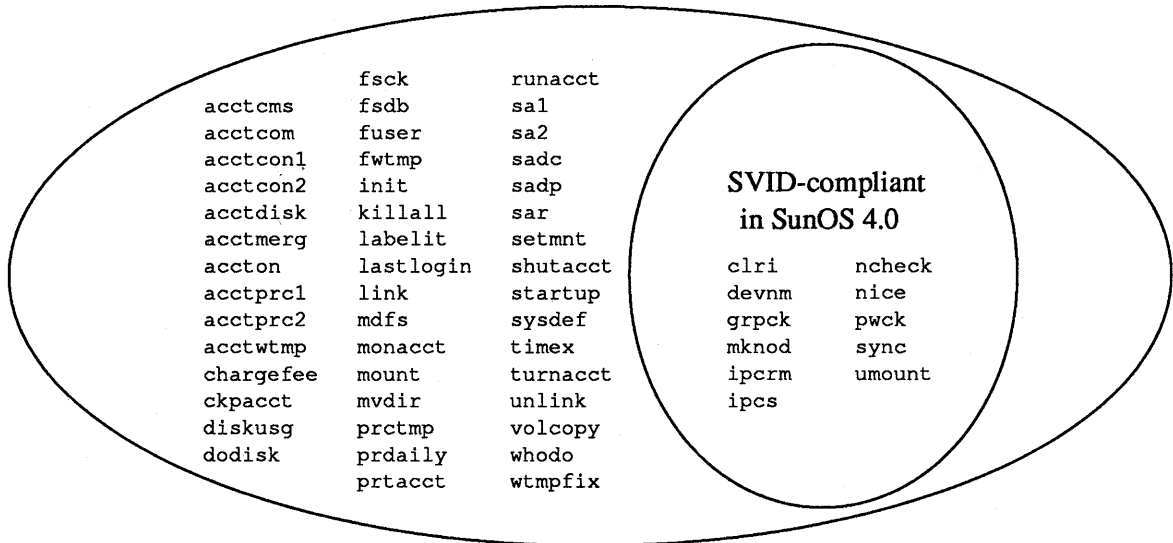 fsck runacct
acctcms fsdb sa1
acctcom fuser sa2
acctcon1 fwtmp sadc
acctcon2 init sadp
acctdisk killall sar
acctmerg labelit setmnt
accton lastlogin shutacct
acctprc1 link startup
acctprc2 mdfs sysdef
acctwtmp monacct timex
chargefee mount turnacct
ckpacct mvdir unlink
diskusg prctmp volcopy
dodisk prdaily whodo
prtacct wtmpfix
SVID-compliant
in SunOS 4.0
clri ncheck
devnm nice
grpck pwck
mknod sync
ipcrm umount
ipcs